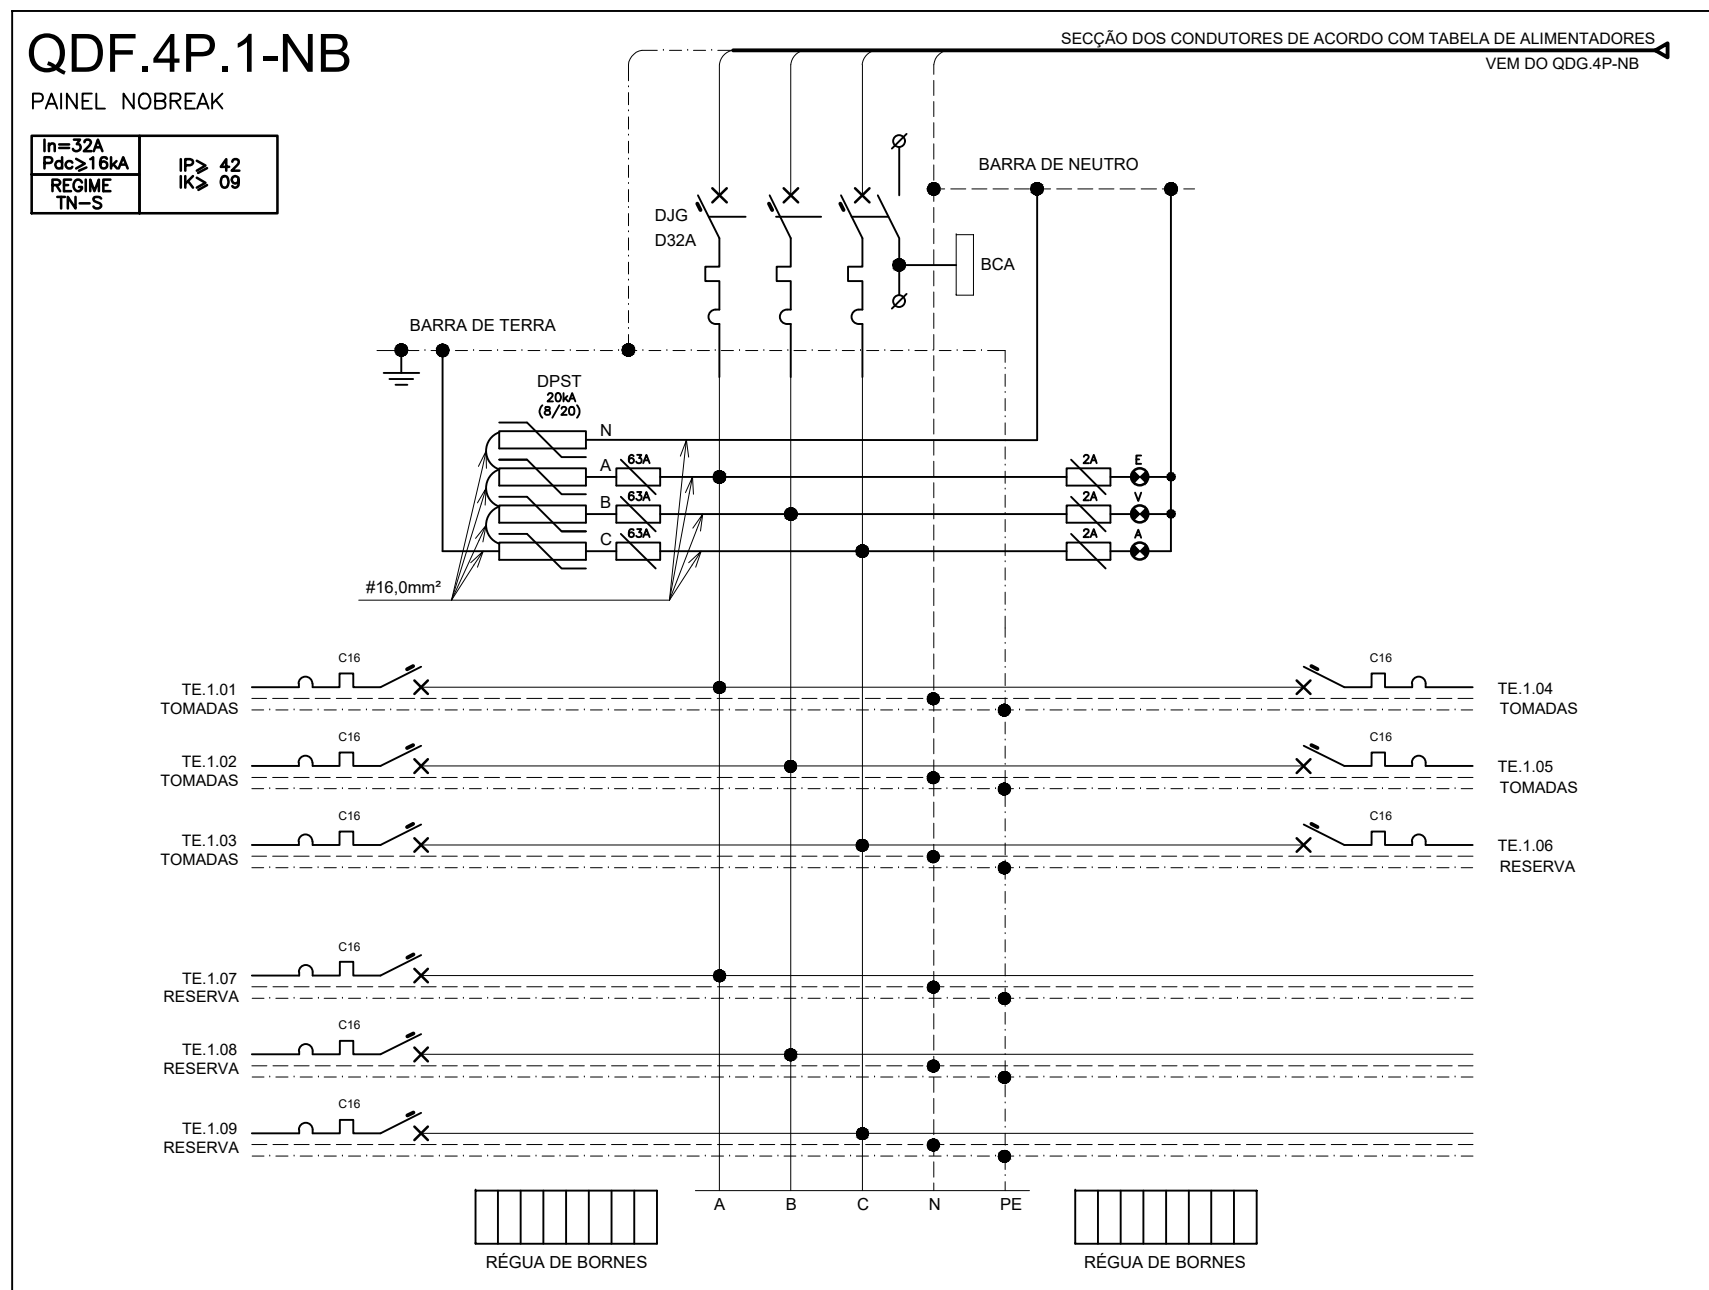 QDF.4P.1-NB
PAINEL NOBREAK
In=32A
Pdc≥16kA
REGIME
TN-S
IP≥ 42
IK≥ 09
SECÇÃO DOS CONDUTORES DE ACORDO COM TABELA DE ALIMENTADORES
VEM DO QDG.4P-NB
BARRA DE NEUTRO
DJG
D32A
BCA
BARRA DE TERRA
DPST
20kA
(8/20)
N
A 63A 2A E
B 63A 2A V
C 63A 2A A
#16,0mm²
C16 C16
TE.1.01 TE.1.04
TOMADAS TOMADAS
C16 C16
TE.1.02 TE.1.05
TOMADAS TOMADAS
C16 C16
TE.1.03 TE.1.06
TOMADAS RESERVA
C16
TE.1.07
RESERVA
C16
TE.1.08
RESERVA
C16
TE.1.09
RESERVA
A B C N PE
RÉGUA DE BORNES RÉGUA DE BORNES